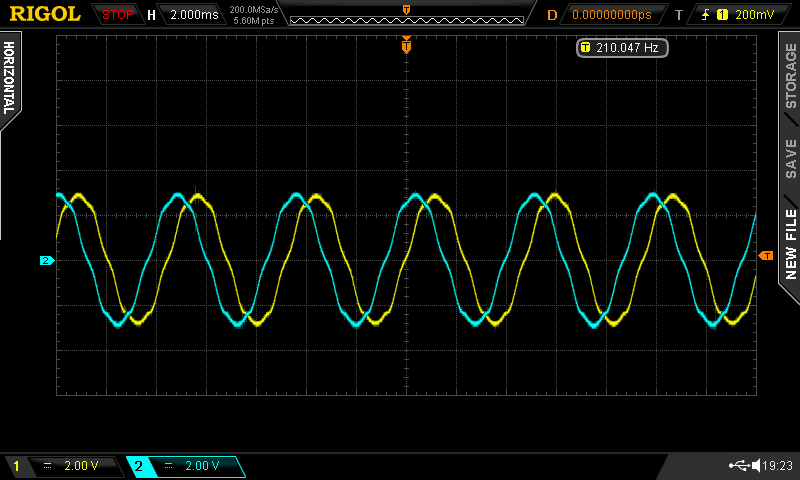 RIGOL STOP H 2.000ms 200.0MSa/s 5.60M pts D 0.00000000ps T 1 200mV
T
T 210.047 Hz
HORIZONTAL
STORAGE
SAVE
NEW FILE
2
T
1 2.00 V 2 2.00 V 19:23